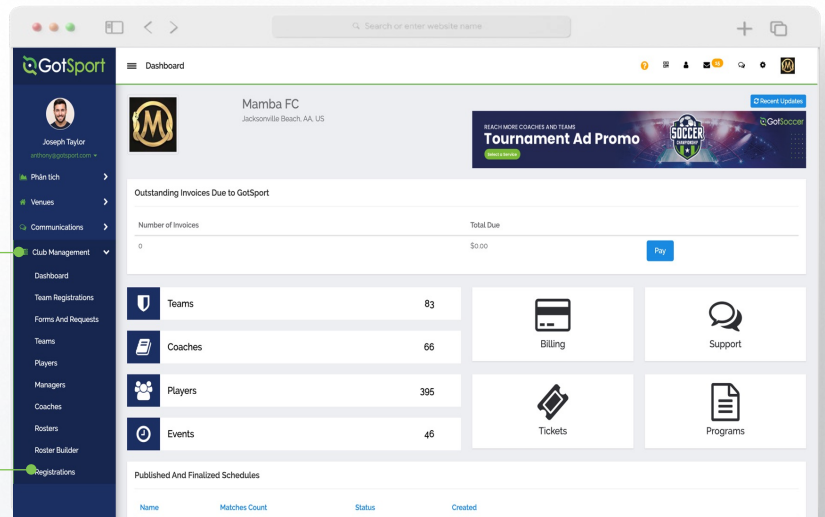 Search or enter website name
GotSport
Dashboard
Joseph Taylor
anthony@gotsport.com
Phân tích
Venues
Communications
Club Management
Dashboard
Team Registrations
Forms And Requests
Teams
Players
Managers
Coaches
Rosters
Roster Builder
Registrations
Mamba FC
Jacksonville Beach, AA, US
Recent Updates
REACH MORE COACHES AND TEAMS
Tournament Ad Promo
Select a Service
SOCCER
CHAMPIONSHIP
GotSoccer
Outstanding Invoices Due to GotSport
Number of Invoices Total Due
0 $0.00 Pay
Teams 83
Coaches 66
Players 395
Events 46
Billing
Support
Tickets
Programs
Published And Finalized Schedules
Name Matches Count Status Created